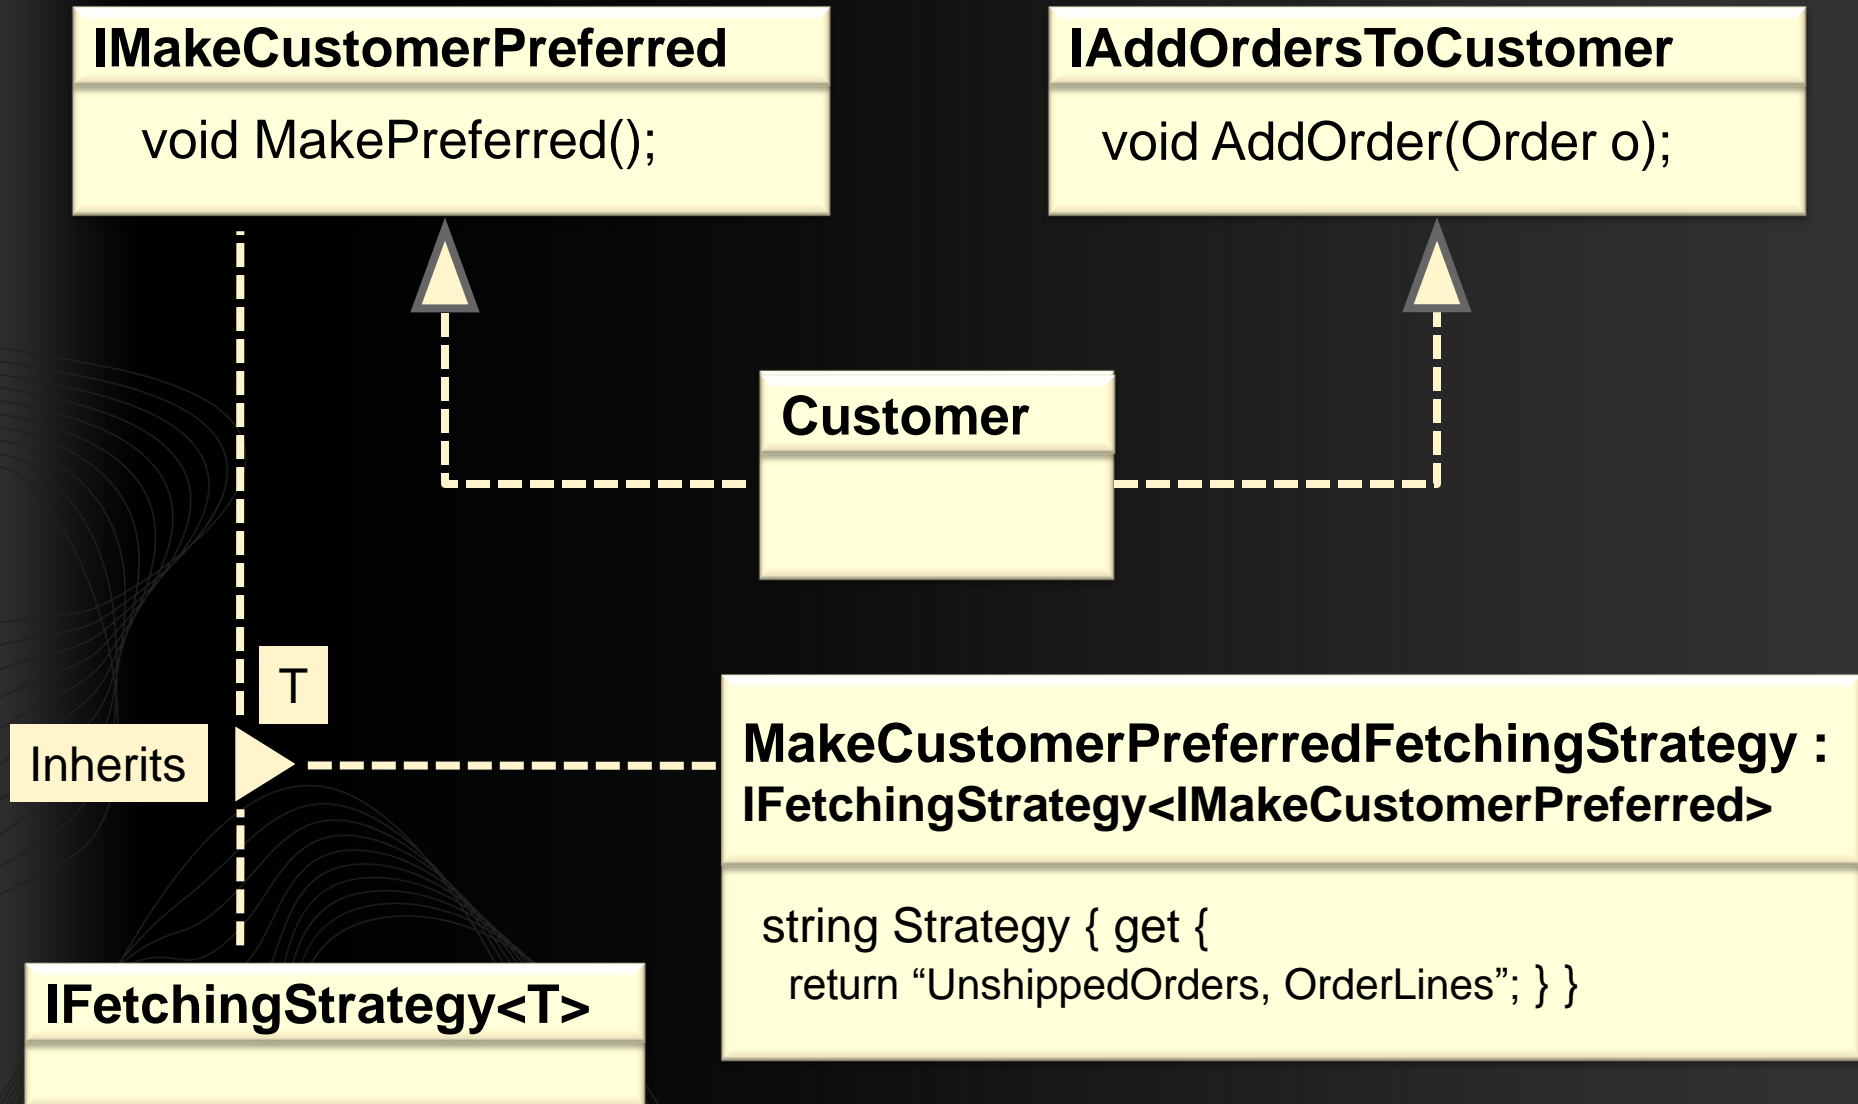 IMakeCustomerPreferred
void MakePreferred();
IAddOrdersToCustomer
void AddOrder(Order o);
Customer
T
Inherits
MakeCustomerPreferredFetchingStrategy :
IFetchingStrategy<IMakeCustomerPreferred>
string Strategy { get {
return “UnshippedOrders, OrderLines”; } }
IFetchingStrategy<T>